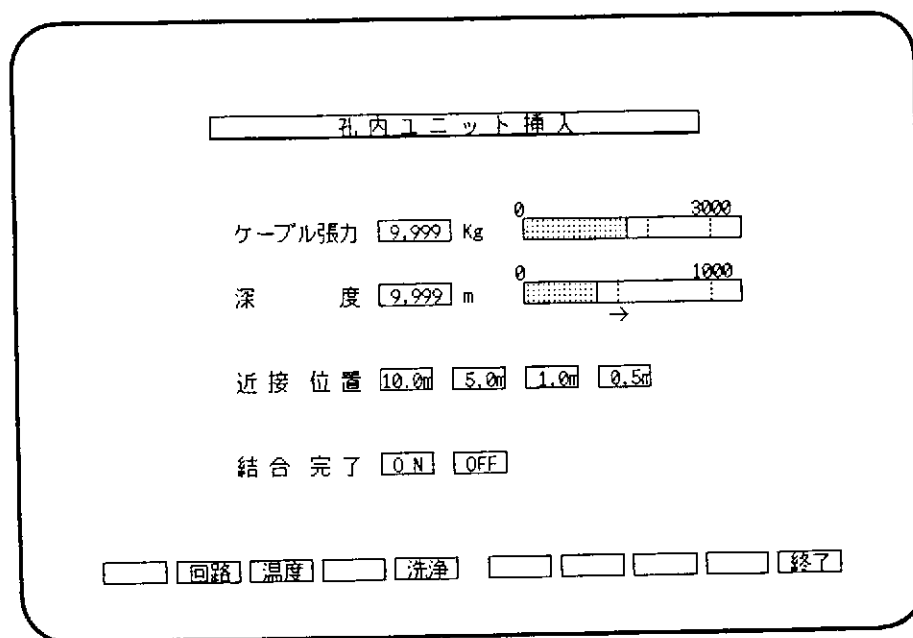 孔内ユニット挿入
0 3000
ケーブル張力 9,999 Kg
0 1000
深度 9,999 m
→
近接位置 10.0m 5.0m 1.0m 0.5m
結合完了 ON OFF
回路 温度 洗浄 終了